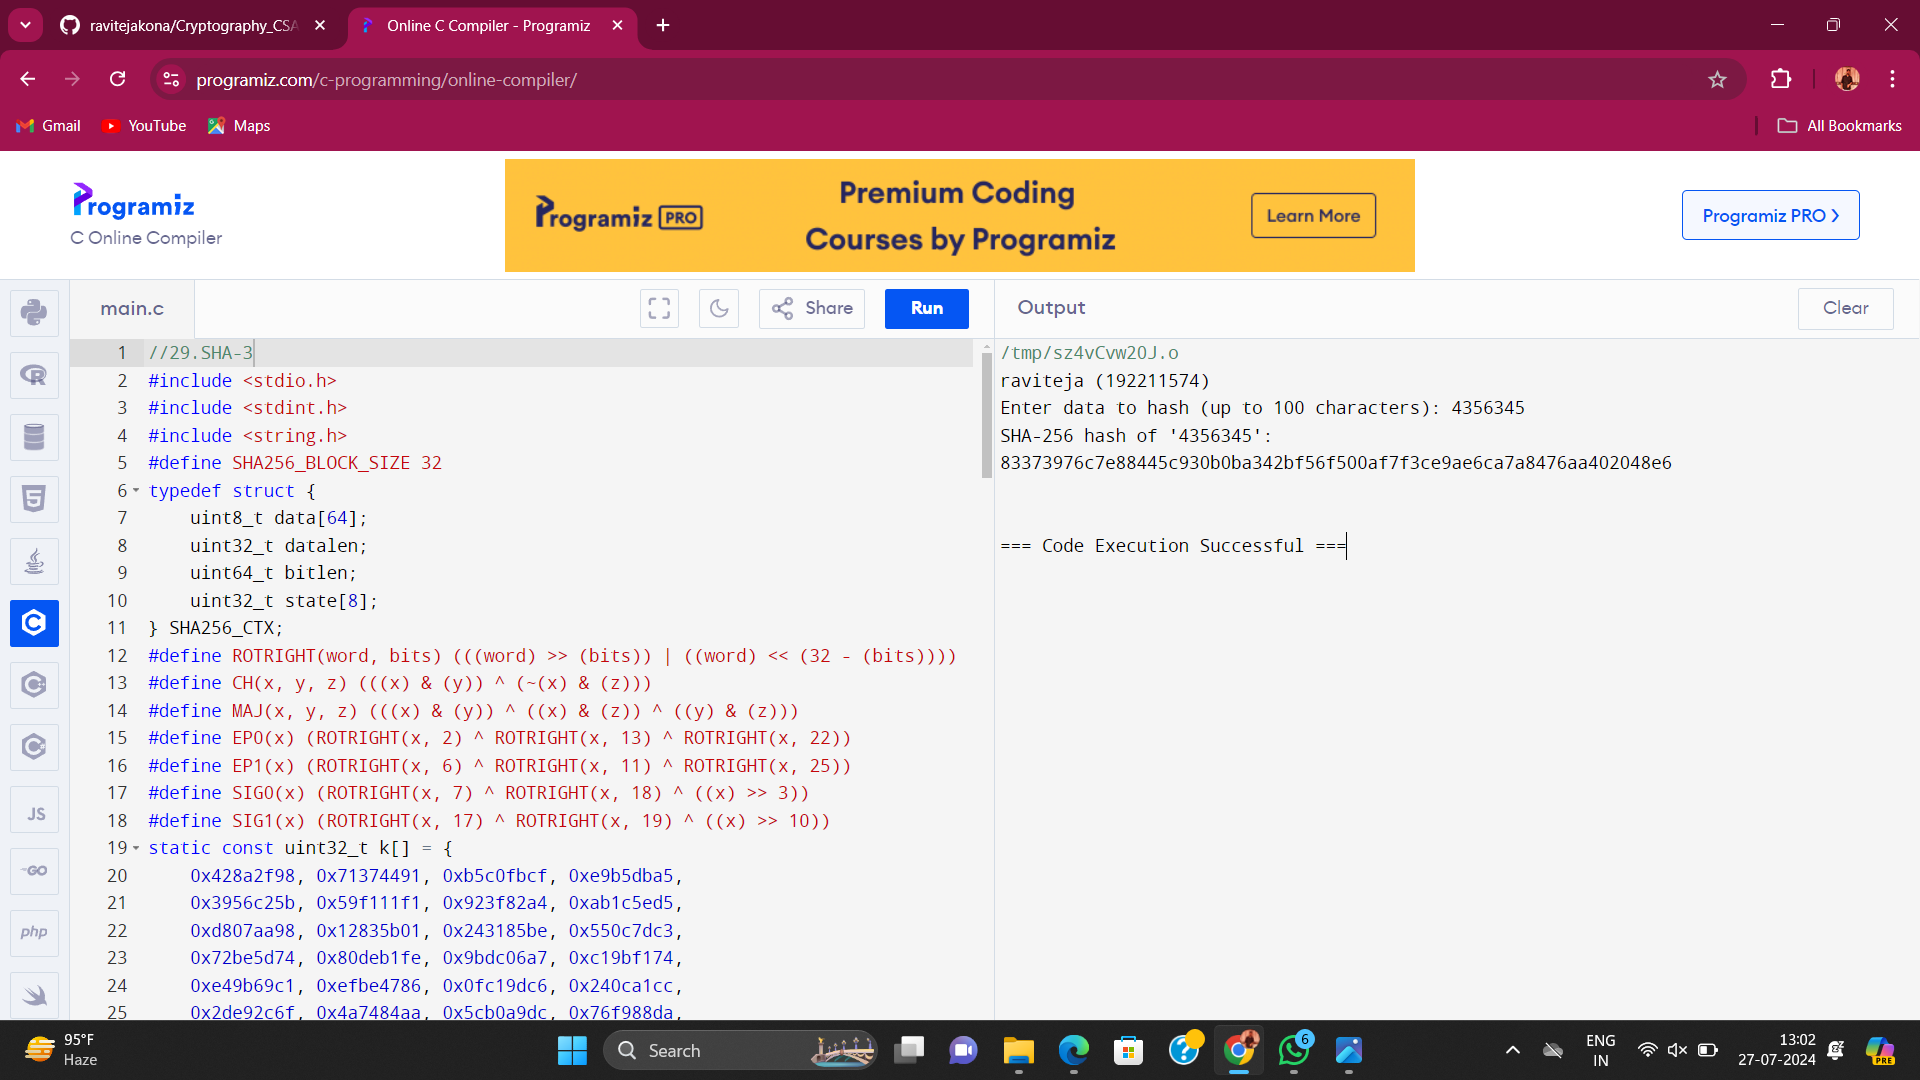 ravitejakona/Cryptography_CSA
Online C Compiler - Programiz
programiz.com/c-programming/online-compiler/
Gmail
YouTube
Maps
All Bookmarks
Programiz
C Online Compiler
Programiz PRO
Premium Coding
Courses by Programiz
Learn More
Programiz PRO
main.c
Share
Run
Output
Clear
1 //29.SHA-3
2 #include <stdio.h>
3 #include <stdint.h>
4 #include <string.h>
5 #define SHA256_BLOCK_SIZE 32
6 typedef struct {
7 uint8_t data[64];
8 uint32_t datalen;
9 uint64_t bitlen;
10 uint32_t state[8];
11 } SHA256_CTX;
12 #define ROTRIGHT(word, bits) (((word) >> (bits)) | ((word) << (32 - (bits))))
13 #define CH(x, y, z) (((x) & (y)) ^ (~(x) & (z)))
14 #define MAJ(x, y, z) (((x) & (y)) ^ ((x) & (z)) ^ ((y) & (z)))
15 #define EP0(x) (ROTRIGHT(x, 2) ^ ROTRIGHT(x, 13) ^ ROTRIGHT(x, 22))
16 #define EP1(x) (ROTRIGHT(x, 6) ^ ROTRIGHT(x, 11) ^ ROTRIGHT(x, 25))
17 #define SIG0(x) (ROTRIGHT(x, 7) ^ ROTRIGHT(x, 18) ^ ((x) >> 3))
18 #define SIG1(x) (ROTRIGHT(x, 17) ^ ROTRIGHT(x, 19) ^ ((x) >> 10))
19 static const uint32_t k[] = {
20 0x428a2f98, 0x71374491, 0xb5c0fbcf, 0xe9b5dba5,
21 0x3956c25b, 0x59f111f1, 0x923f82a4, 0xab1c5ed5,
22 0xd807aa98, 0x12835b01, 0x243185be, 0x550c7dc3,
23 0x72be5d74, 0x80deb1fe, 0x9bdc06a7, 0xc19bf174,
24 0xe49b69c1, 0xefbe4786, 0x0fc19dc6, 0x240ca1cc,
25 0x2de92c6f, 0x4a7484aa, 0x5cb0a9dc, 0x76f988da,
/tmp/sz4vCvw2OJ.o
raviteja (192211574)
Enter data to hash (up to 100 characters): 4356345
SHA-256 hash of '4356345':
83373976c7e88445c930b0ba342bf56f500af7f3ce9ae6ca7a8476aa402048e6
=== Code Execution Successful ===
JS
GO
php
95°F
Haze
Search
6
ENG
IN
13:02
27-07-2024
PRE